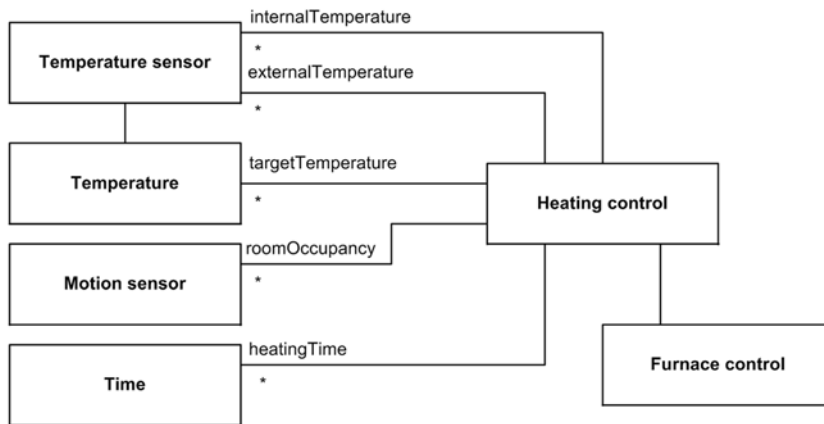 internalTemperature
*
Temperature sensor
externalTemperature
*
Temperature
targetTemperature
*
Heating control
roomOccupancy
*
Motion sensor
heatingTime
*
Time
Furnace control